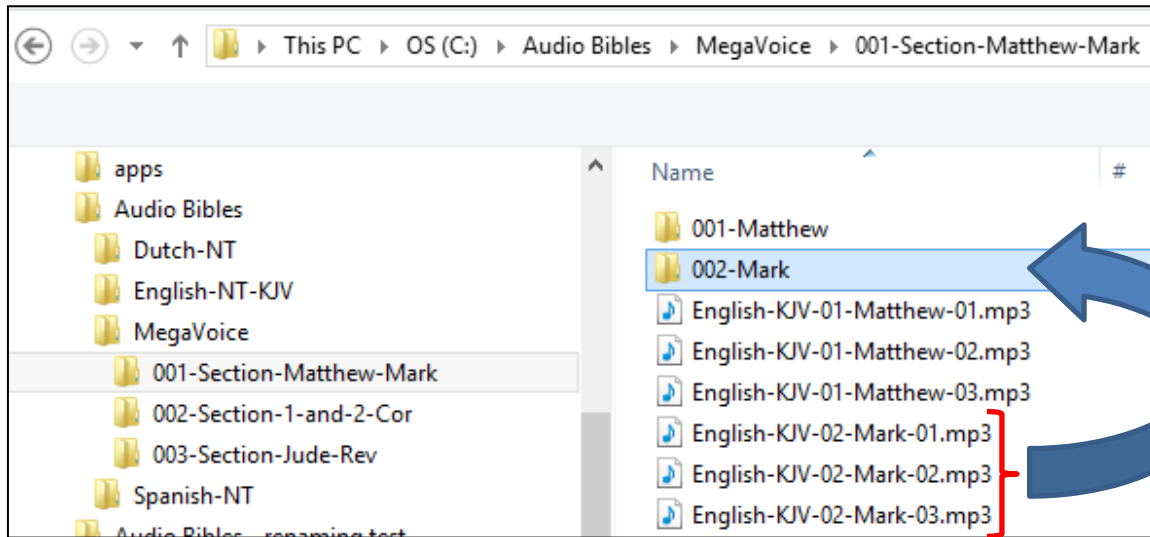 This PC OS (C:) Audio Bibles MegaVoice 001-Section-Matthew-Mark
apps
Audio Bibles
Dutch-NT
English-NT-KJV
MegaVoice
001-Section-Matthew-Mark
002-Section-1-and-2-Cor
003-Section-Jude-Rev
Spanish-NT
Audio Bibles - renaming test
Name #
001-Matthew
002-Mark
English-KJV-01-Matthew-01.mp3
English-KJV-01-Matthew-02.mp3
English-KJV-01-Matthew-03.mp3
English-KJV-02-Mark-01.mp3
English-KJV-02-Mark-02.mp3
English-KJV-02-Mark-03.mp3